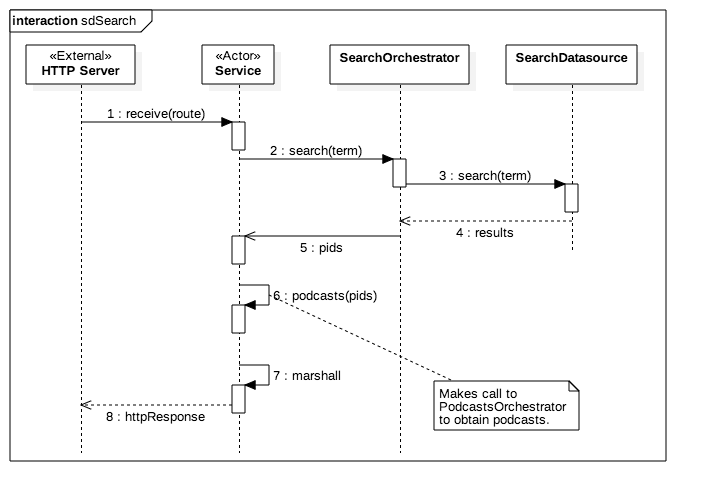 interaction sdSearch
«External»
HTTP Server
«Actor»
Service
SearchOrchestrator
SearchDatasource
1 : receive(route)
2 : search(term)
3 : search(term)
4 : results
5 : pids
6 : podcasts(pids)
7 : marshall
Makes call to
PodcastsOrchestrator
to obtain podcasts.
8 : httpResponse